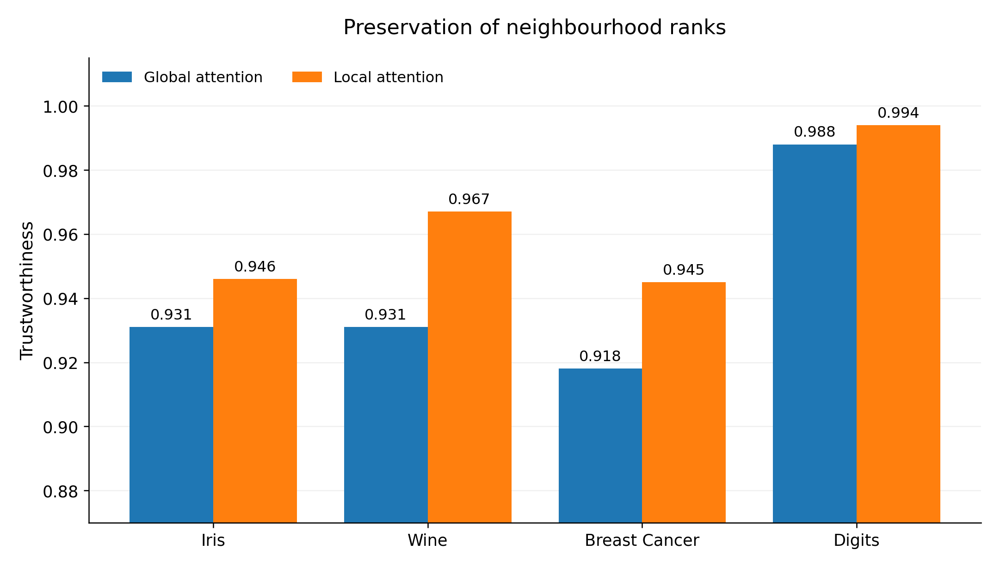 Preservation of neighbourhood ranks
Global attention
Local attention
Trustworthiness
1.00
0.98
0.96
0.94
0.92
0.90
0.88
0.931
0.946
0.931
0.967
0.918
0.945
0.988
0.994
Iris
Wine
Breast Cancer
Digits